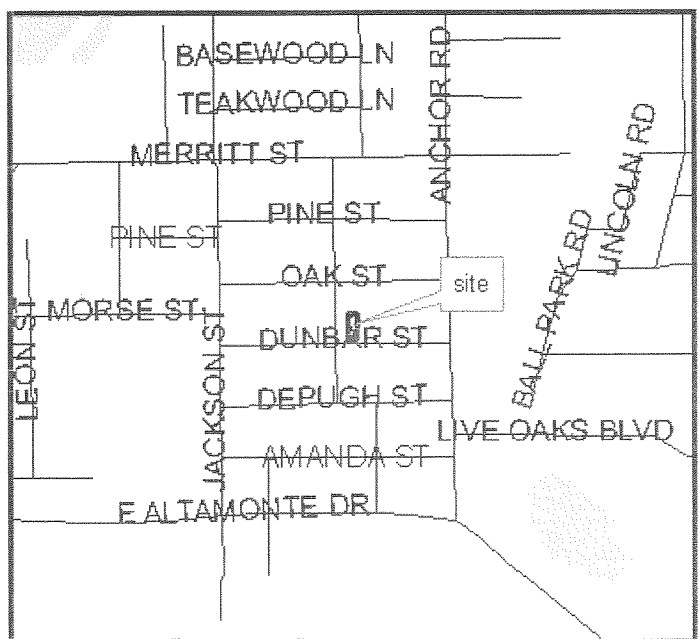 BASEWOOD LN
TEAKWOOD LN
ANCHOR RD
MERRITT ST
LINCOLN RD
PINE ST
PINE ST
BALL PARK RD
OAK ST
site
MORSE ST
LEON ST
JACKSON ST
DUNBAR ST
DEPUGH ST
LIVE OAKS BLVD
AMANDA ST
E ALTAMONTE DR